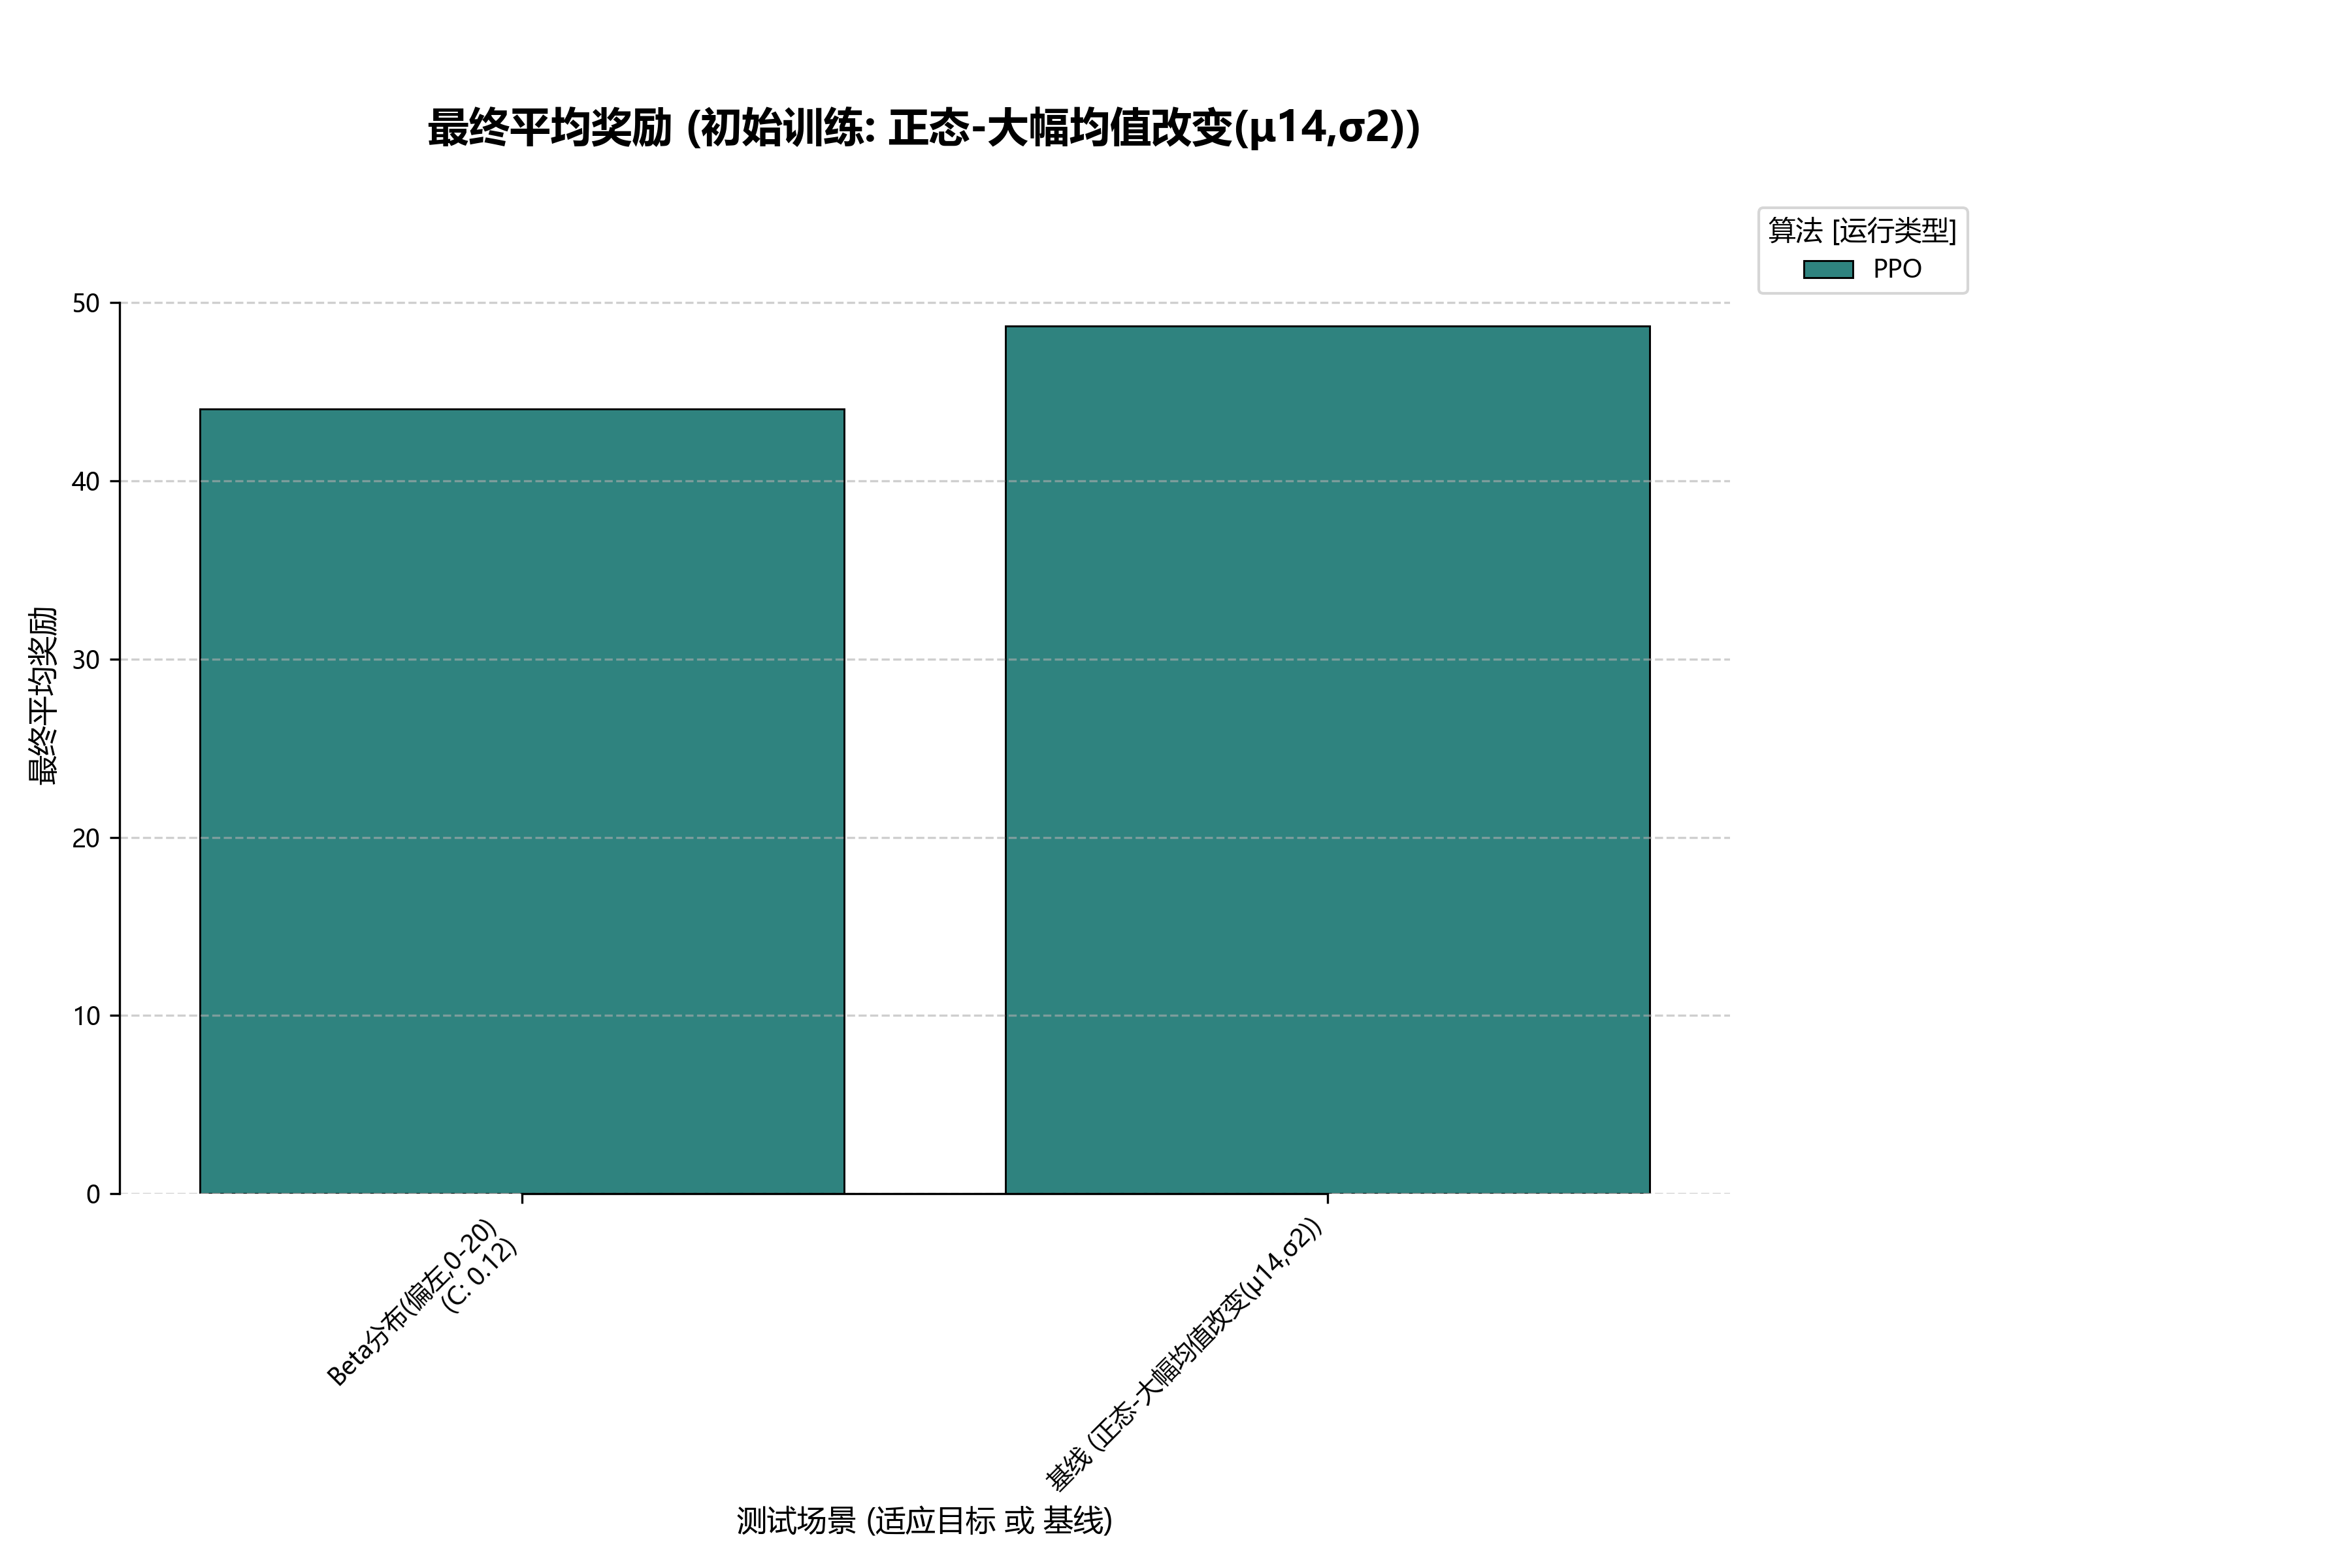 最终平均奖励 (初始训练: 正态-大幅均值改变(μ14,σ2))
算法 [运行类型]
PPO
最终平均奖励
50
40
30
20
10
0
Beta分布(偏左,0-20)
(C: 0.12)
基线 (正态-大幅均值改变(μ14,σ2))
测试场景 (适应目标 或 基线)